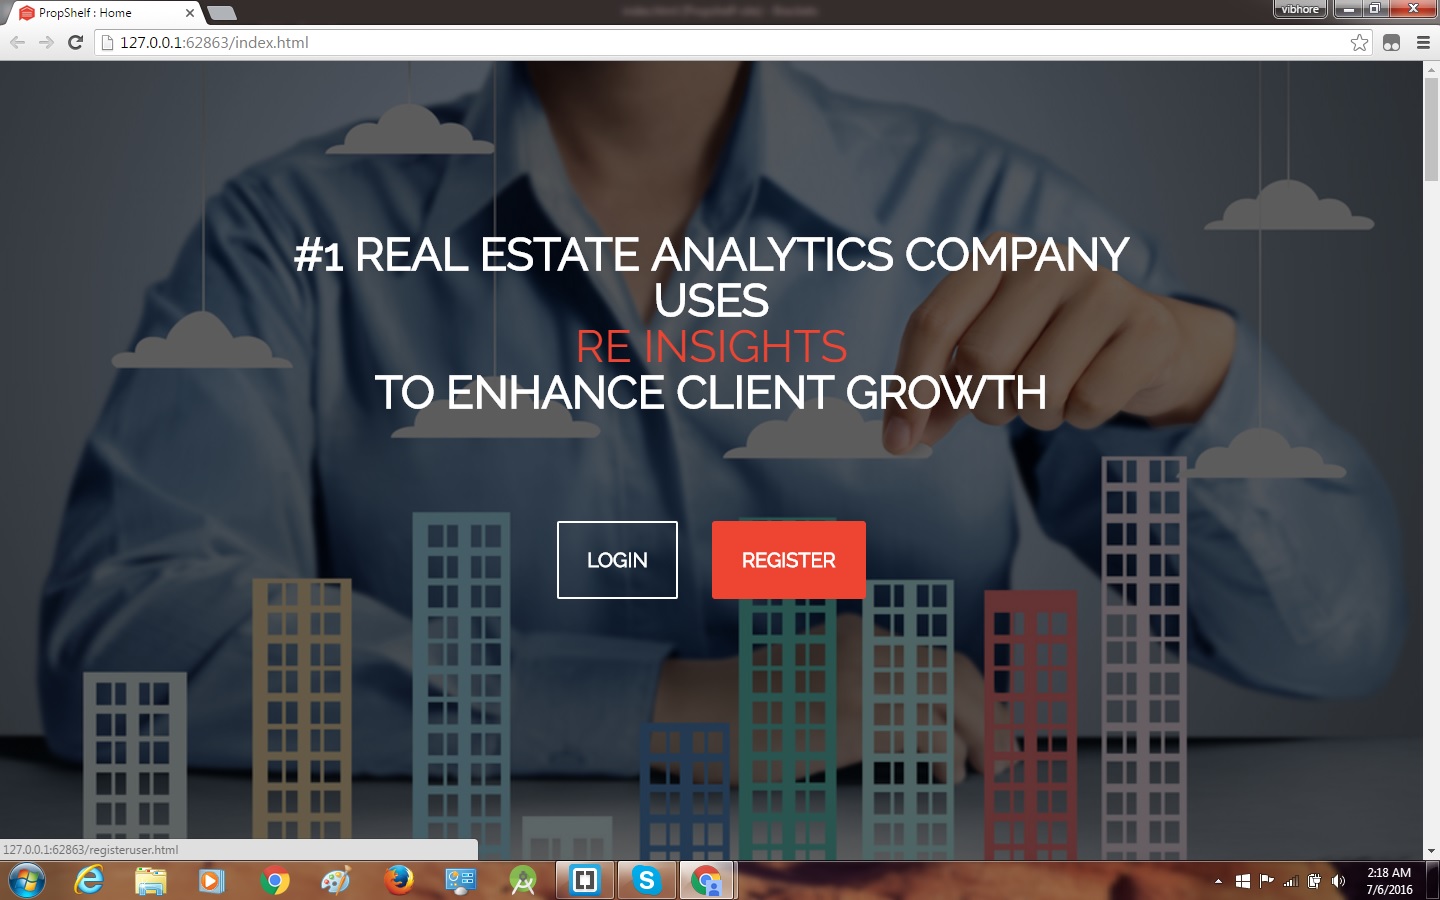 PropShelf : Home
vibhore
127.0.0.1:62863/index.html
#1 REAL ESTATE ANALYTICS COMPANY
USES
RE INSIGHTS
TO ENHANCE CLIENT GROWTH
LOGIN
REGISTER
127.0.0.1:62863/registeruser.html
2:18 AM
7/6/2016